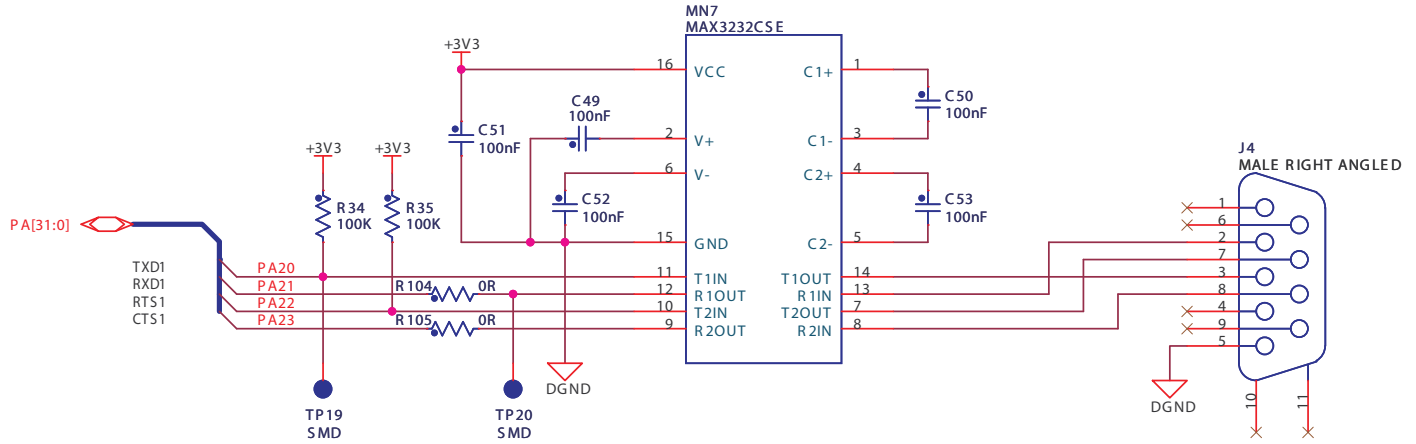 MN7
MAX3232CSE
+3V3
16
VCC
C1+
1
C49
100nF
C50
100nF
C51
100nF
2
V+
C1-
3
J4
MALE RIGHT ANGLED
+3V3
+3V3
6
V-
C2+
4
R34
100K
R35
100K
C52
100nF
C53
100nF
PA[31:0]
15
GND
C2-
5
TXD1
RXD1
RTS1
CTS1
PA20
PA21
PA22
PA23
R104
0R
R105
0R
11
T1IN
T1OUT
14
12
R1OUT
R1IN
13
10
T2IN
T2OUT
7
9
R2OUT
R2IN
8
1
6
2
7
3
8
4
9
5
DGND
DGND
TP19
SMD
TP20
SMD
10
11